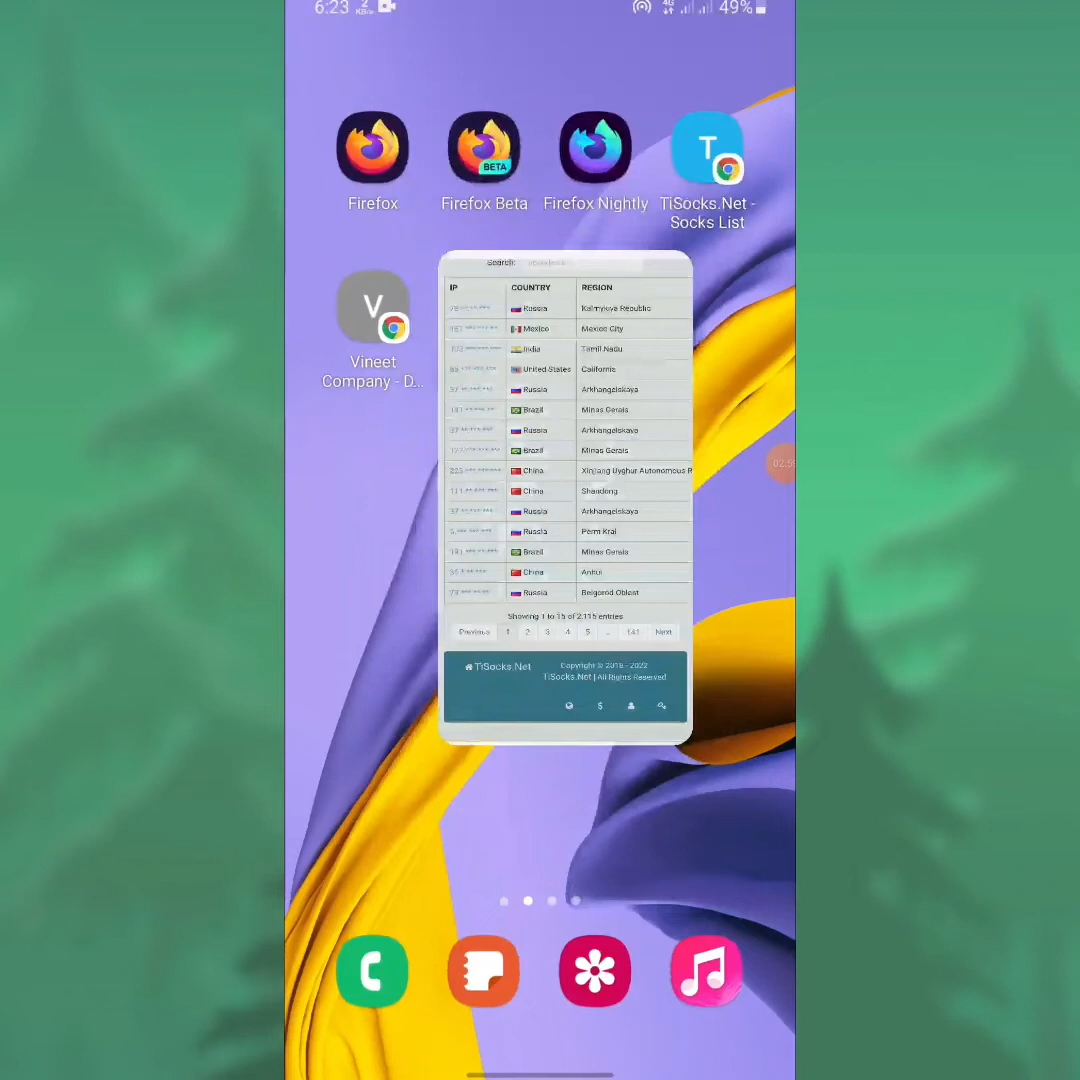 6:23 2 KB/s 4G 49%
BETA
T
Firefox Firefox Beta Firefox Nightly TiSocks.Net -
Socks List
V
Vineet
Company - D...
Search:
IP COUNTRY REGION
Russia Kalmykiya Republic
Mexico Mexico City
India Tamil Nadu
United States California
Russia Arkhangelskaya
Brazil Minas Gerais
Russia Arkhangelskaya
Brazil Minas Gerais
China Xinjiang Uyghur Autonomous R
China Shandong
Russia Arkhangelskaya
Russia Perm Krai
Brazil Minas Gerais
China Anhui
Russia Belgorod Oblast
Showing 1 to 15 of 2,115 entries
Previous 1 2 3 4 5 … 141 Next
TiSocks.Net
Copyright © 2018 - 2022
TiSocks.Net | All Rights Reserved
$